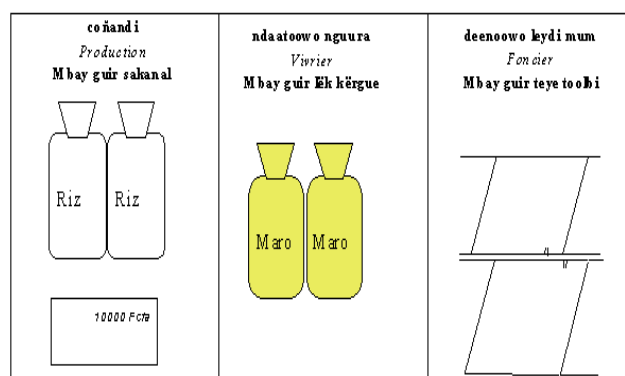 coñandi
Production
Mbay guir sakanal
Riz Riz
10000 Fcfa
ndaatoowo nguura
Vivrier
Mbay guir lëk kërgue
Maro Maro
deenoowo leydi mum
Foncier
Mbay guir teye toolbi